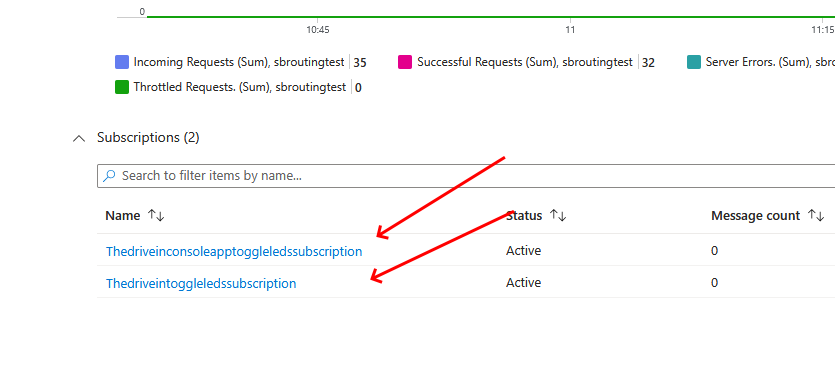 0
10:45
11
11:15
Incoming Requests (Sum), sbroutingtest 35
Successful Requests (Sum), sbroutingtest 32
Server Errors. (Sum),
Throttled Requests. (Sum), sbroutingtest 0
Subscriptions (2)
Search to filter items by name...
Name Status Message count
Thedriveinconsoleapptoggleledssubscription Active 0
Thedriveintoggleledssubscription Active 0